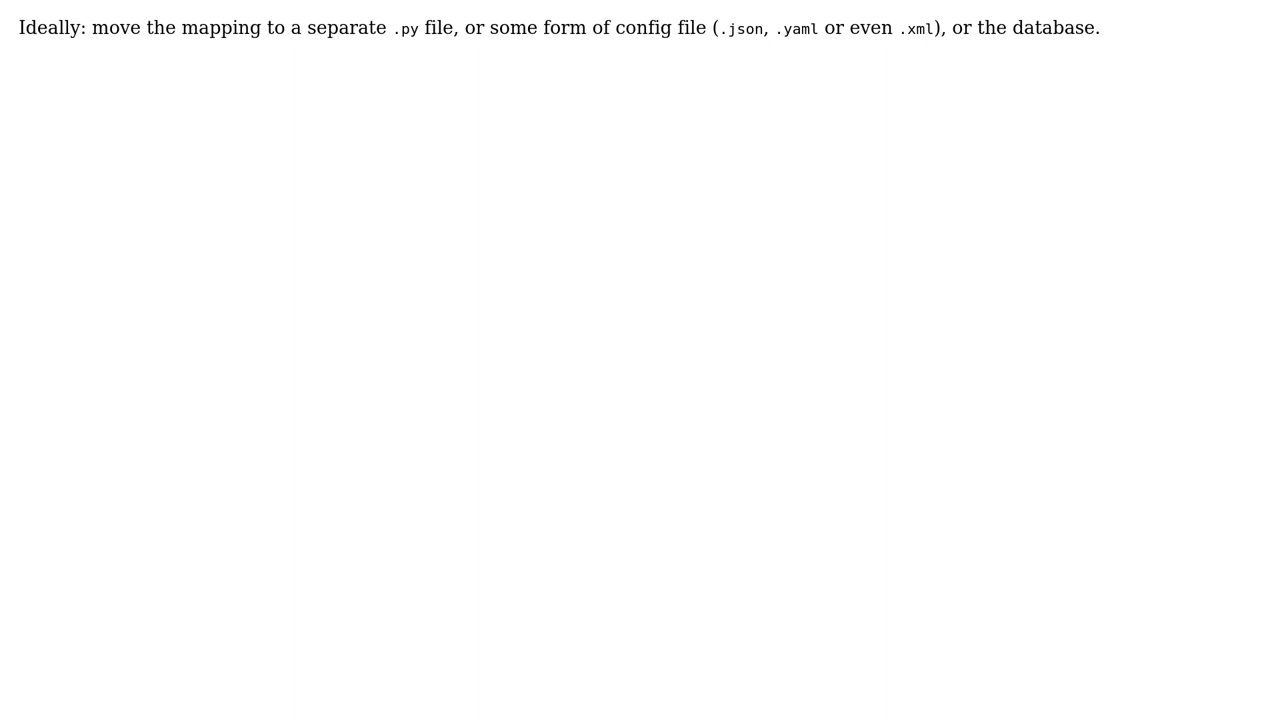 Ideally: move the mapping to a separate .py file, or some form of config file (.json, .yaml or even .xml), or the database.